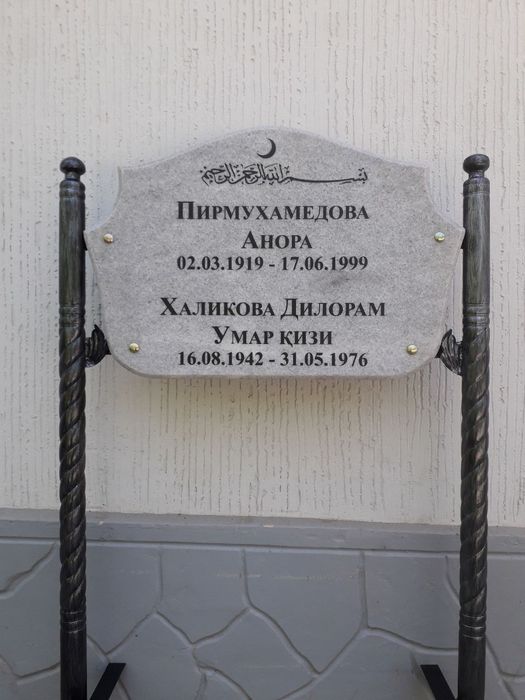 بسم الله الرحمن الرحيم
ПИРМУХАМЕДОВА
АНОРА
02.03.1919 - 17.06.1999
ХАЛИКОВА ДИЛОРАМ
УМАР ҚИЗИ
16.08.1942 - 31.05.1976